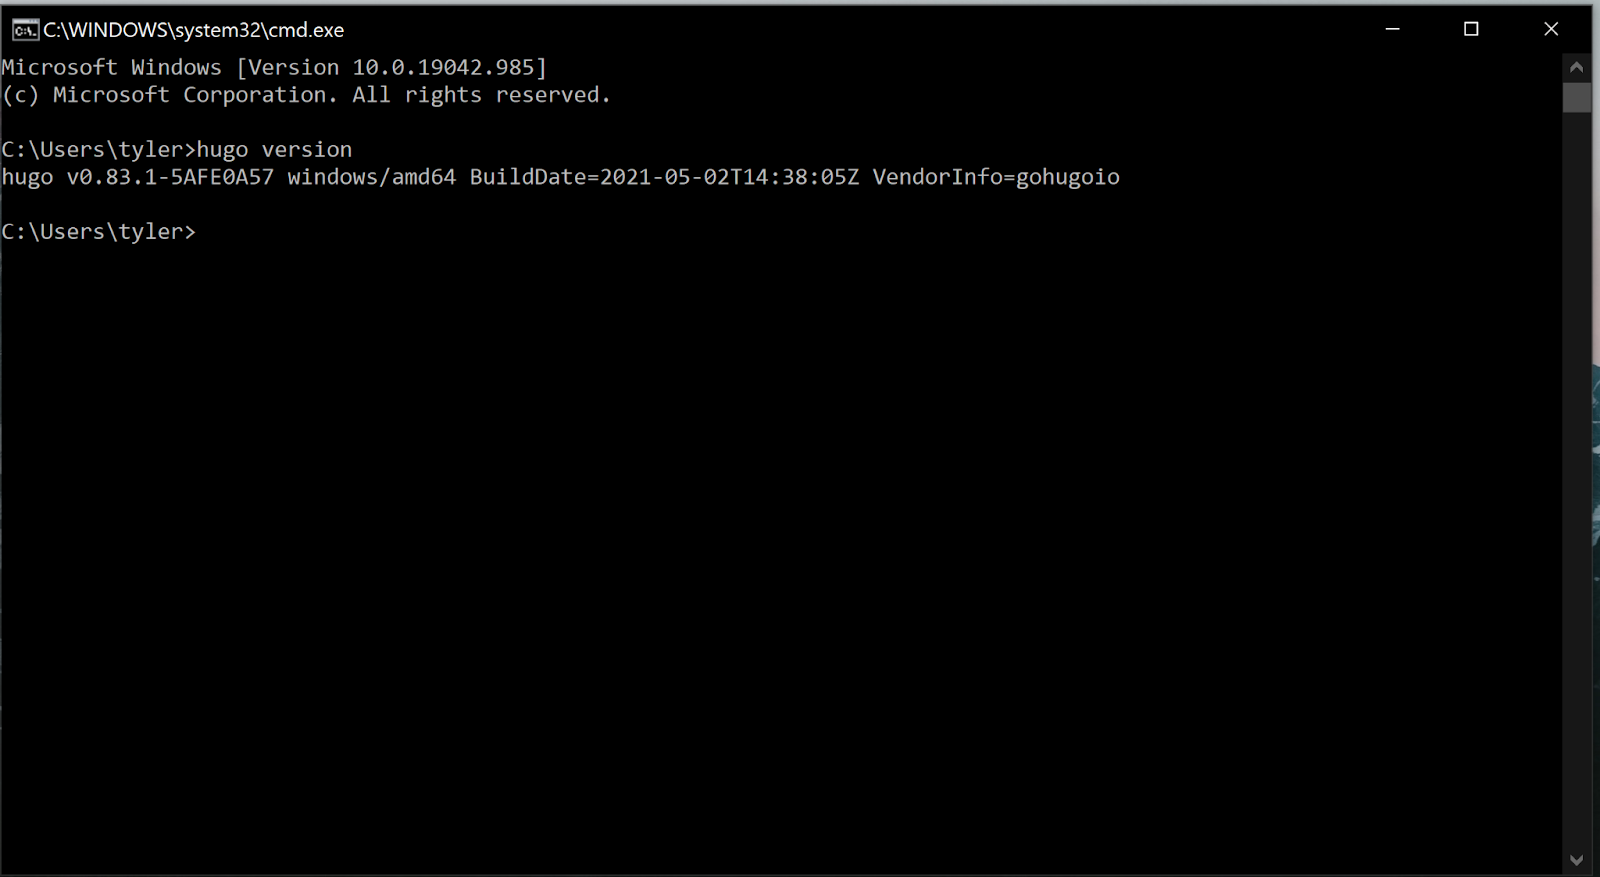 C:\WINDOWS\system32\cmd.exe
Microsoft Windows [Version 10.0.19042.985]
(c) Microsoft Corporation. All rights reserved.
C:\Users\tyler>hugo version
hugo v0.83.1-5AFE0A57 windows/amd64 BuildDate=2021-05-02T14:38:05Z VendorInfo=gohugoio
C:\Users\tyler>